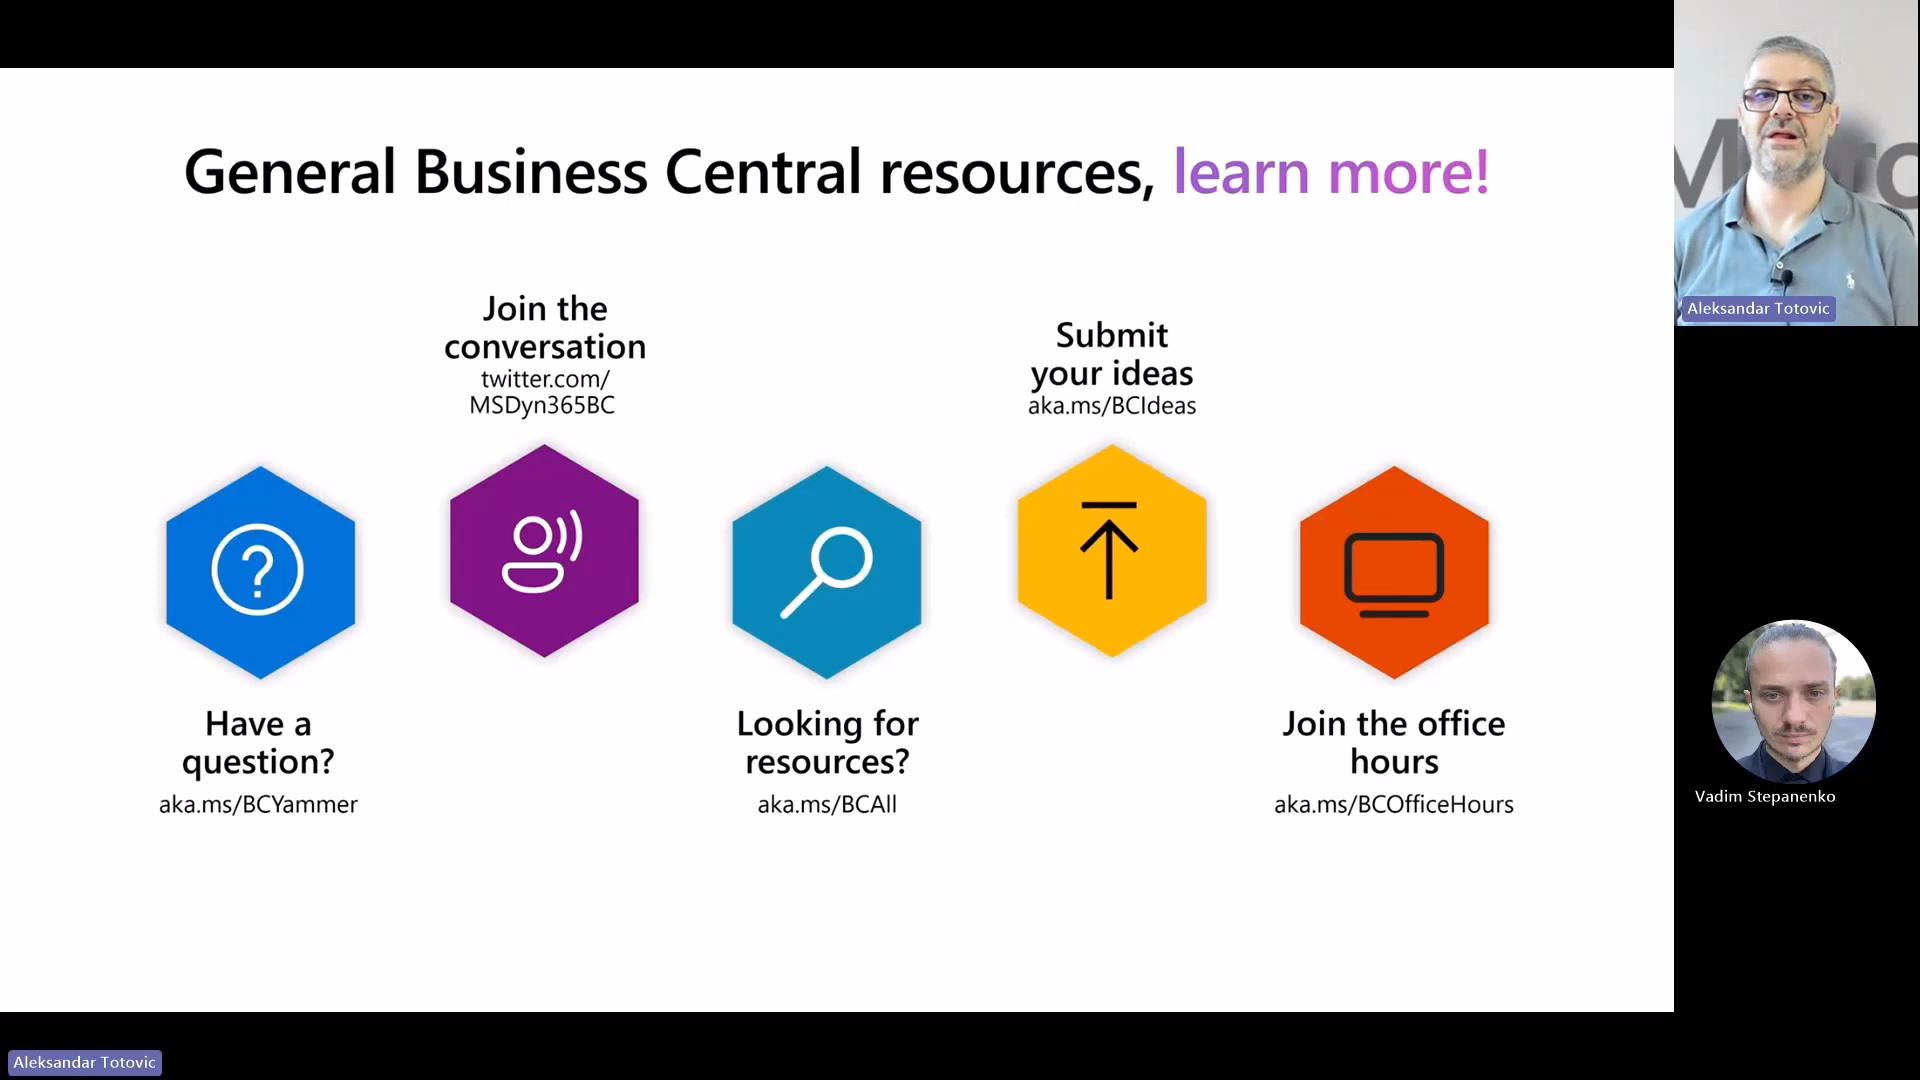 General Business Central resources, learn more!
Join the
conversation
twitter.com/
MSDyn365BC
Submit
your ideas
aka.ms/BCIdeas
Have a
question?
aka.ms/BCYammer
Looking for
resources?
aka.ms/BCAll
Join the office
hours
aka.ms/BCOfficeHours
Aleksandar Totovic
Vadim Stepanenko
Aleksandar Totovic